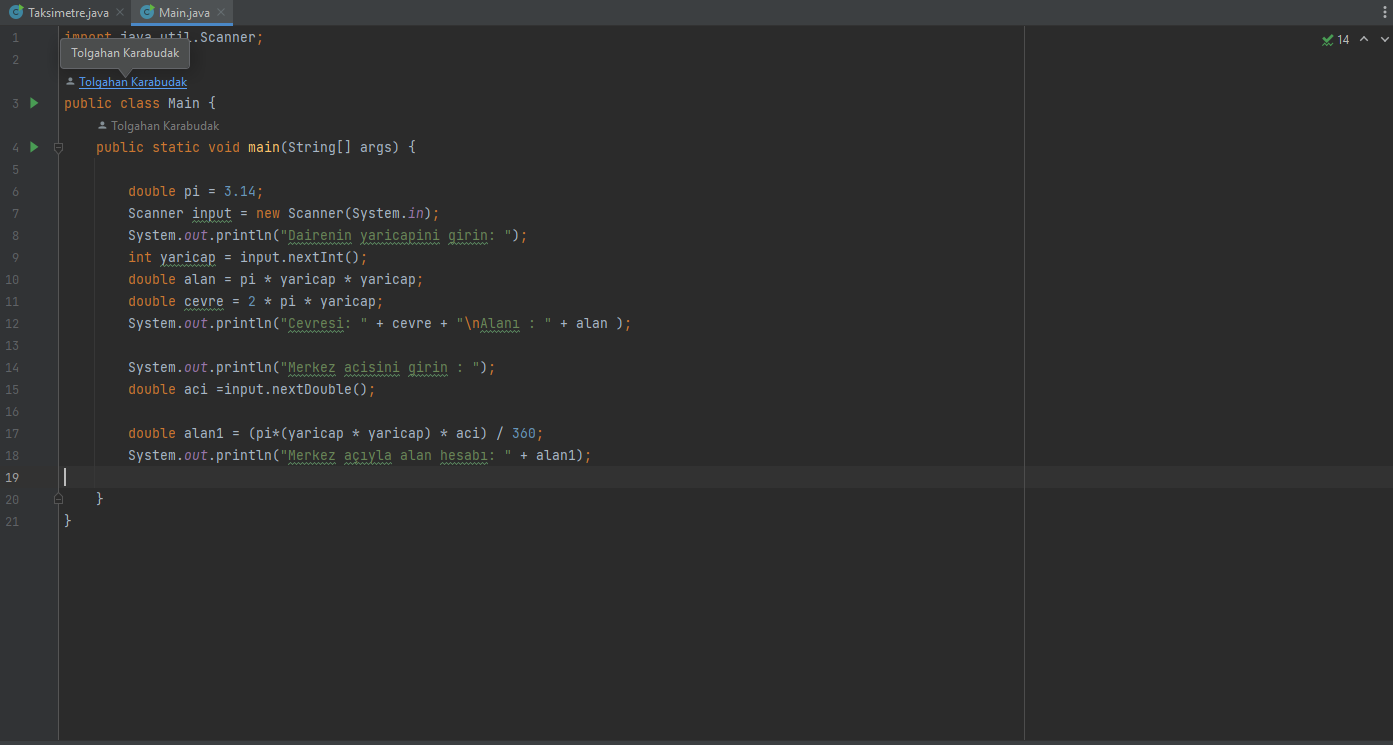 Taksimetre.java Main.java
1 import java.util.Scanner; 14
Tolgahan Karabudak
2
Tolgahan Karabudak
3 public class Main {
Tolgahan Karabudak
4 public static void main(String[] args) {
5
6 double pi = 3.14;
7 Scanner input = new Scanner(System.in);
8 System.out.println("Dairenin yaricapini girin: ");
9 int yaricap = input.nextInt();
10 double alan = pi * yaricap * yaricap;
11 double cevre = 2 * pi * yaricap;
12 System.out.println("Cevresi: " + cevre + "\nAlanı : " + alan );
13
14 System.out.println("Merkez acisini girin : ");
15 double aci =input.nextDouble();
16
17 double alan1 = (pi*(yaricap * yaricap) * aci) / 360;
18 System.out.println("Merkez açıyla alan hesabı: " + alan1);
19
20 }
21 }